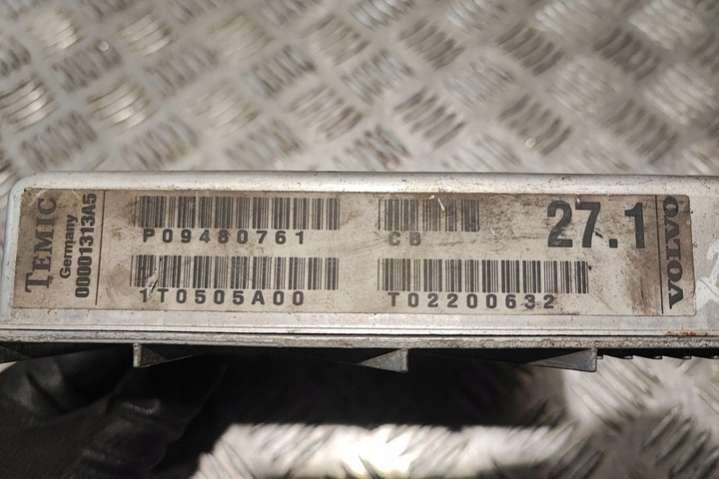 TEMIC
Germany
00001313A5
P09480761
CB
27.1
1T0505A00
T02200632
VOLVO